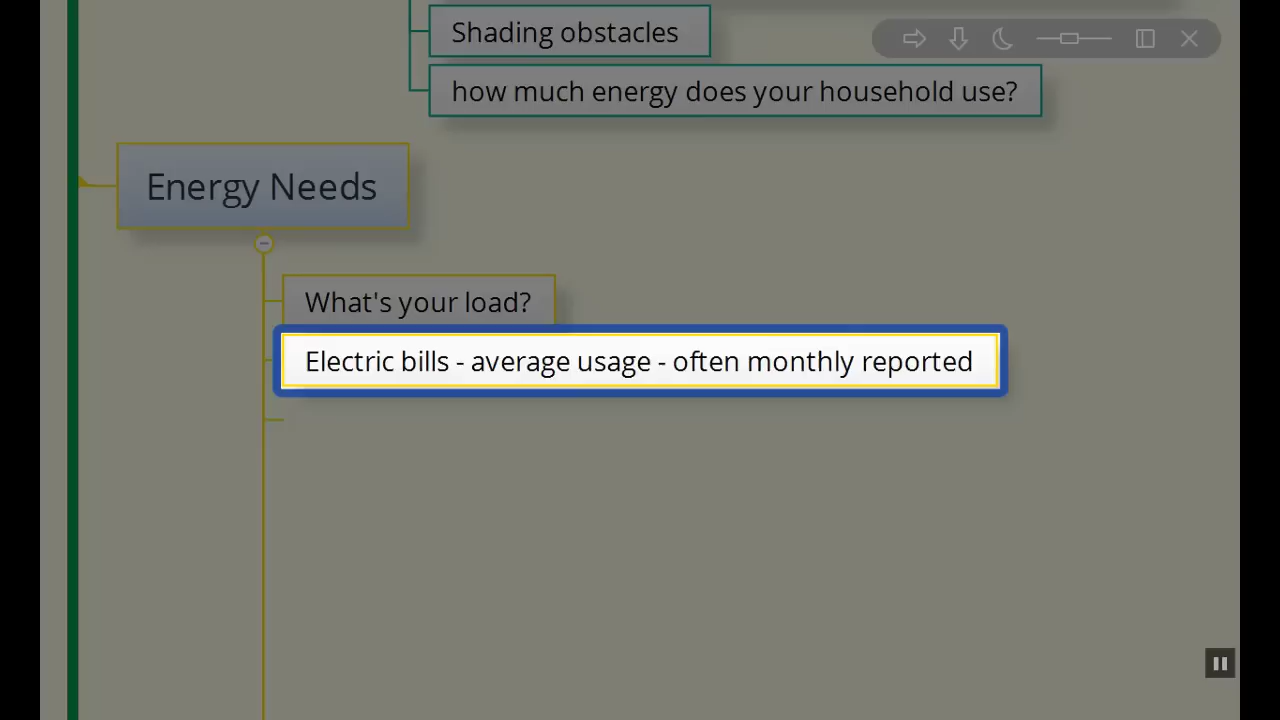 Shading obstacles
how much energy does your household use?
Energy Needs
What's your load?
Electric bills - average usage - often monthly reported